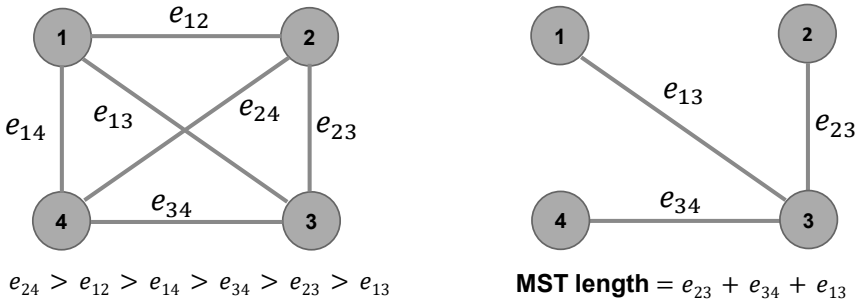 1
e₁₂
2
e₁₄
e₁₃
e₂₄
e₂₃
4
e₃₄
3
e₂₄ > e₁₂ > e₁₄ > e₃₄ > e₂₃ > e₁₃
1
2
e₁₃
e₂₃
4
e₃₄
3
MST length = e₂₃ + e₃₄ + e₁₃